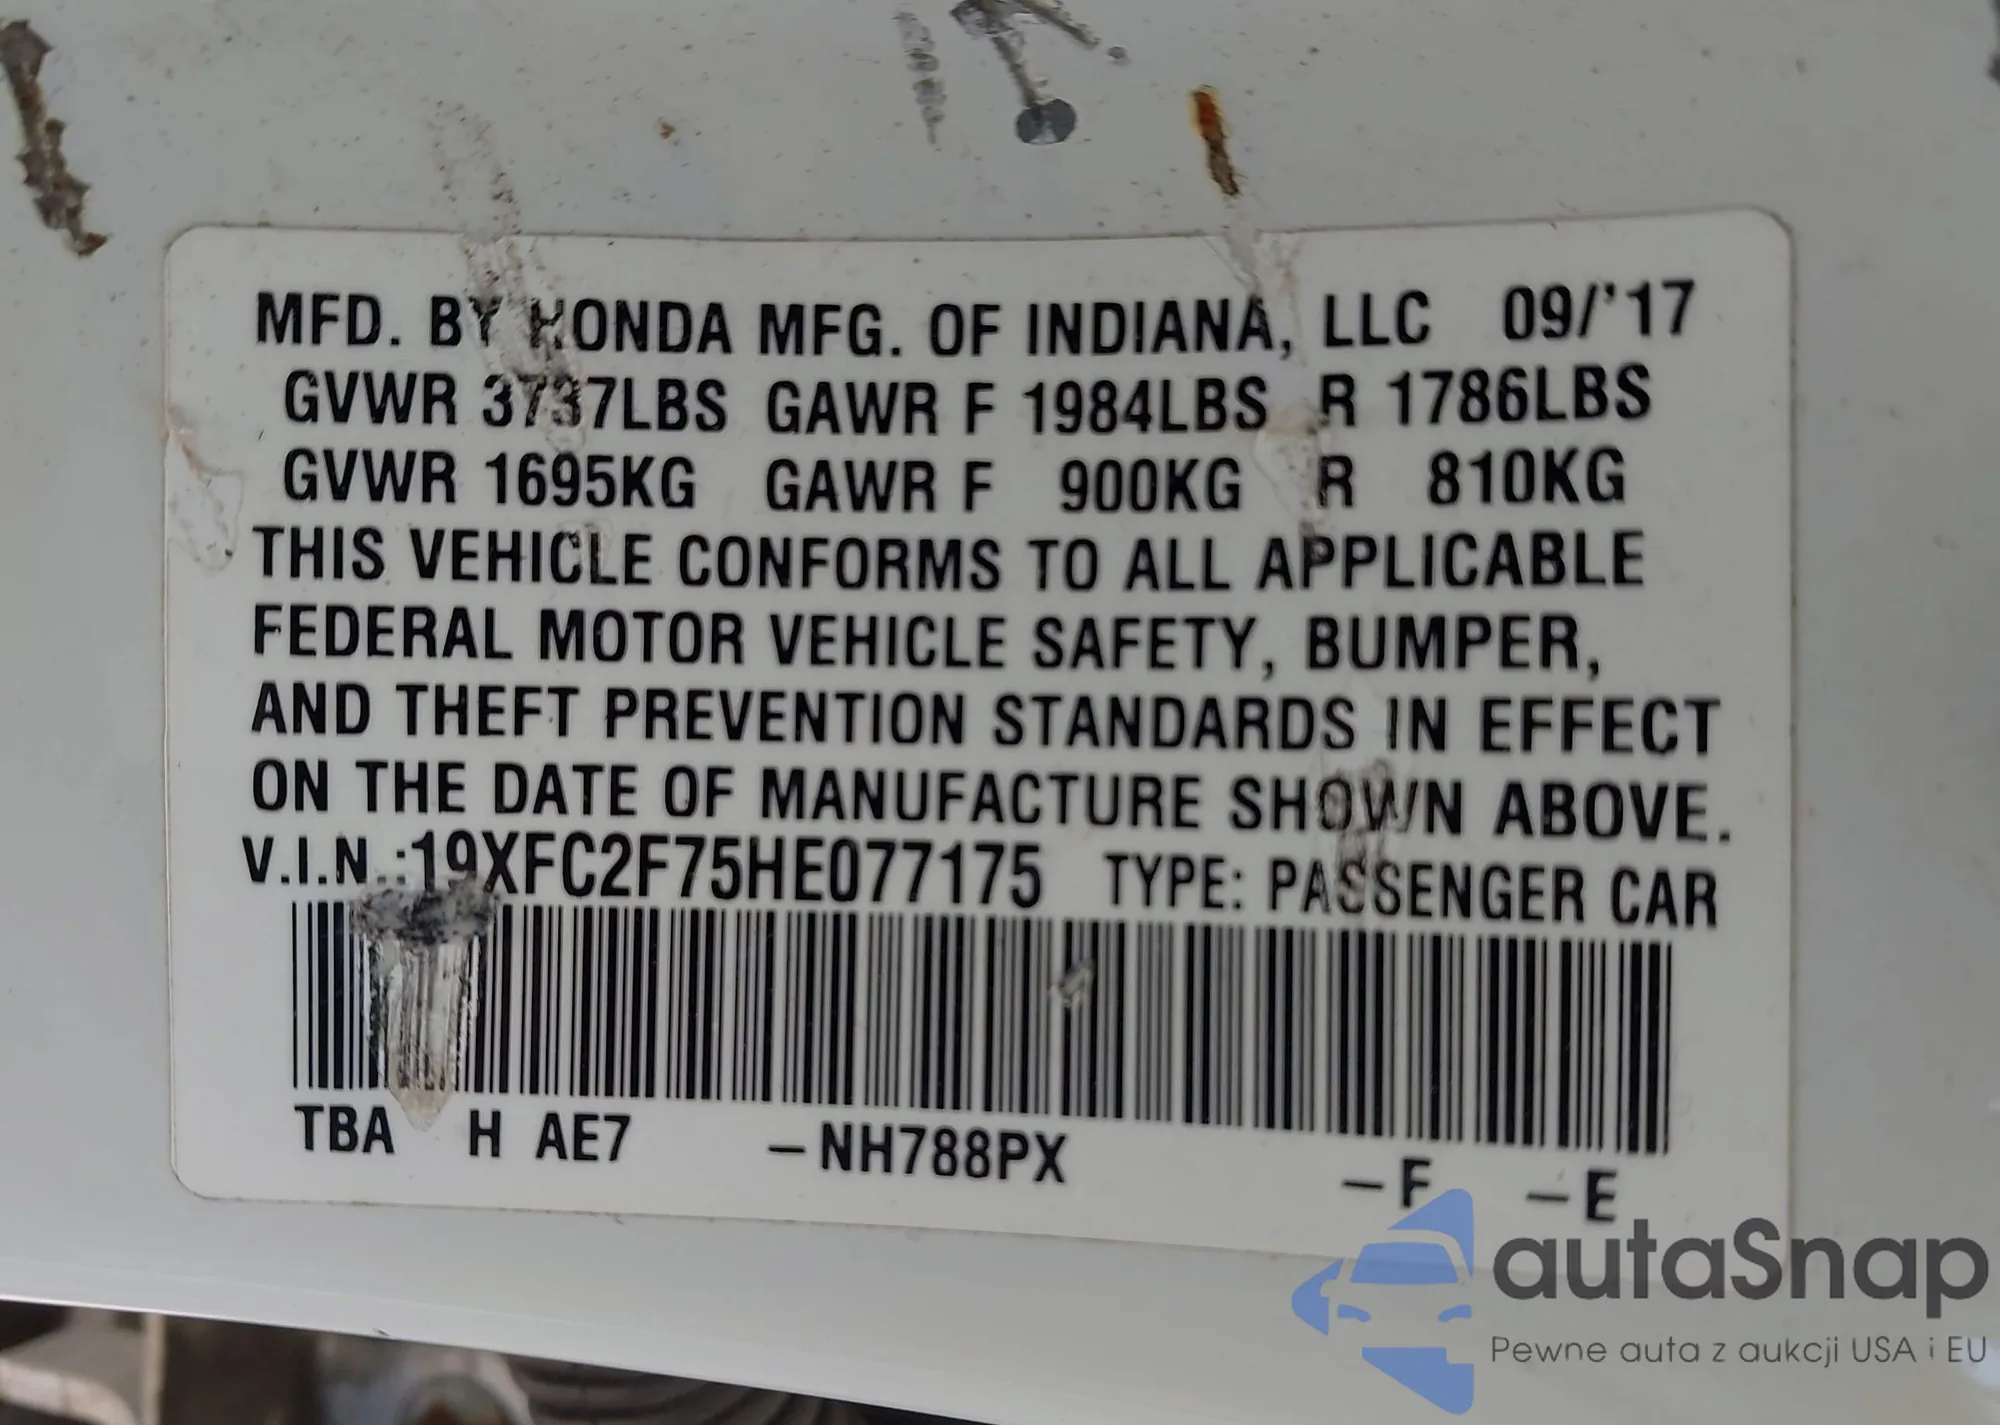 MFD. BY HONDA MFG. OF INDIANA, LLC 09/'17
GVWR 3737LBS GAWR F 1984LBS R 1786LBS
GVWR 1695KG GAWR F 900KG R 810KG
THIS VEHICLE CONFORMS TO ALL APPLICABLE
FEDERAL MOTOR VEHICLE SAFETY, BUMPER,
AND THEFT PREVENTION STANDARDS IN EFFECT
ON THE DATE OF MANUFACTURE SHOWN ABOVE.
V.I.N.:19XFC2F75HE077175 TYPE: PASSENGER CAR
TBA H AE7 –NH788PX –F –E
autaSnap
Pewne auta z aukcji USA i EU